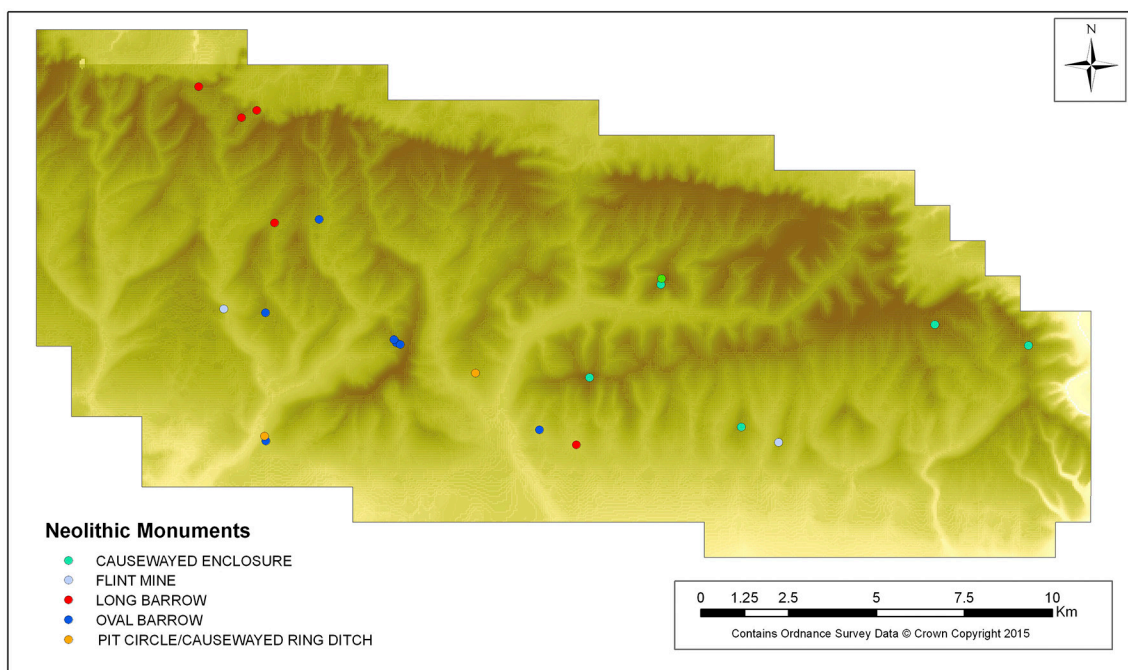 Neolithic Monuments
CAUSEWAYED ENCLOSURE
FLINT MINE
LONG BARROW
OVAL BARROW
PIT CIRCLE/CAUSEWAYED RING DITCH
0 1.25 2.5 5 7.5 10
Km
Contains Ordnance Survey Data © Crown Copyright 2015